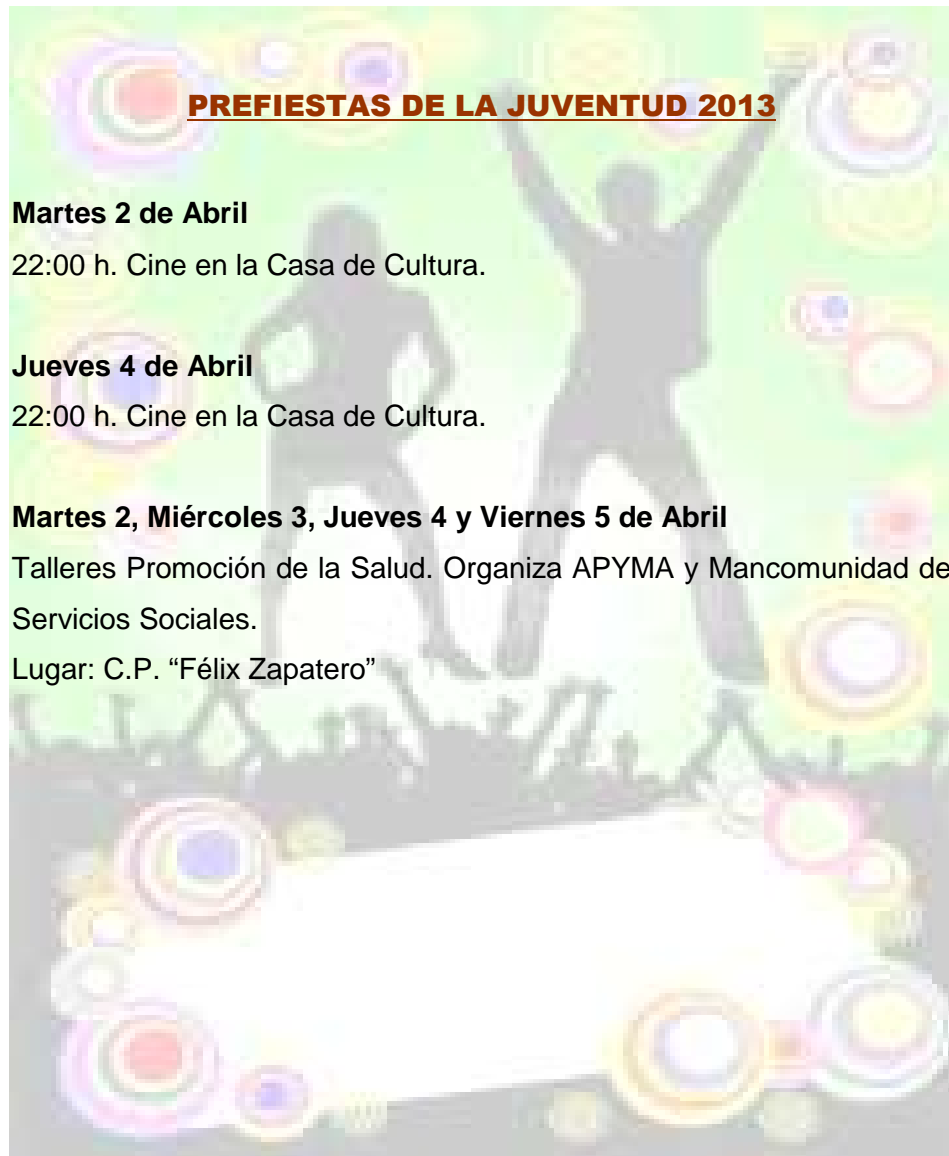 PREFIESTAS DE LA JUVENTUD 2013
Martes 2 de Abril
22:00 h. Cine en la Casa de Cultura.
Jueves 4 de Abril
22:00 h. Cine en la Casa de Cultura.
Martes 2, Miércoles 3, Jueves 4 y Viernes 5 de Abril
Talleres Promoción de la Salud. Organiza APYMA y Mancomunidad de
Servicios Sociales.
Lugar: C.P. “Félix Zapatero”